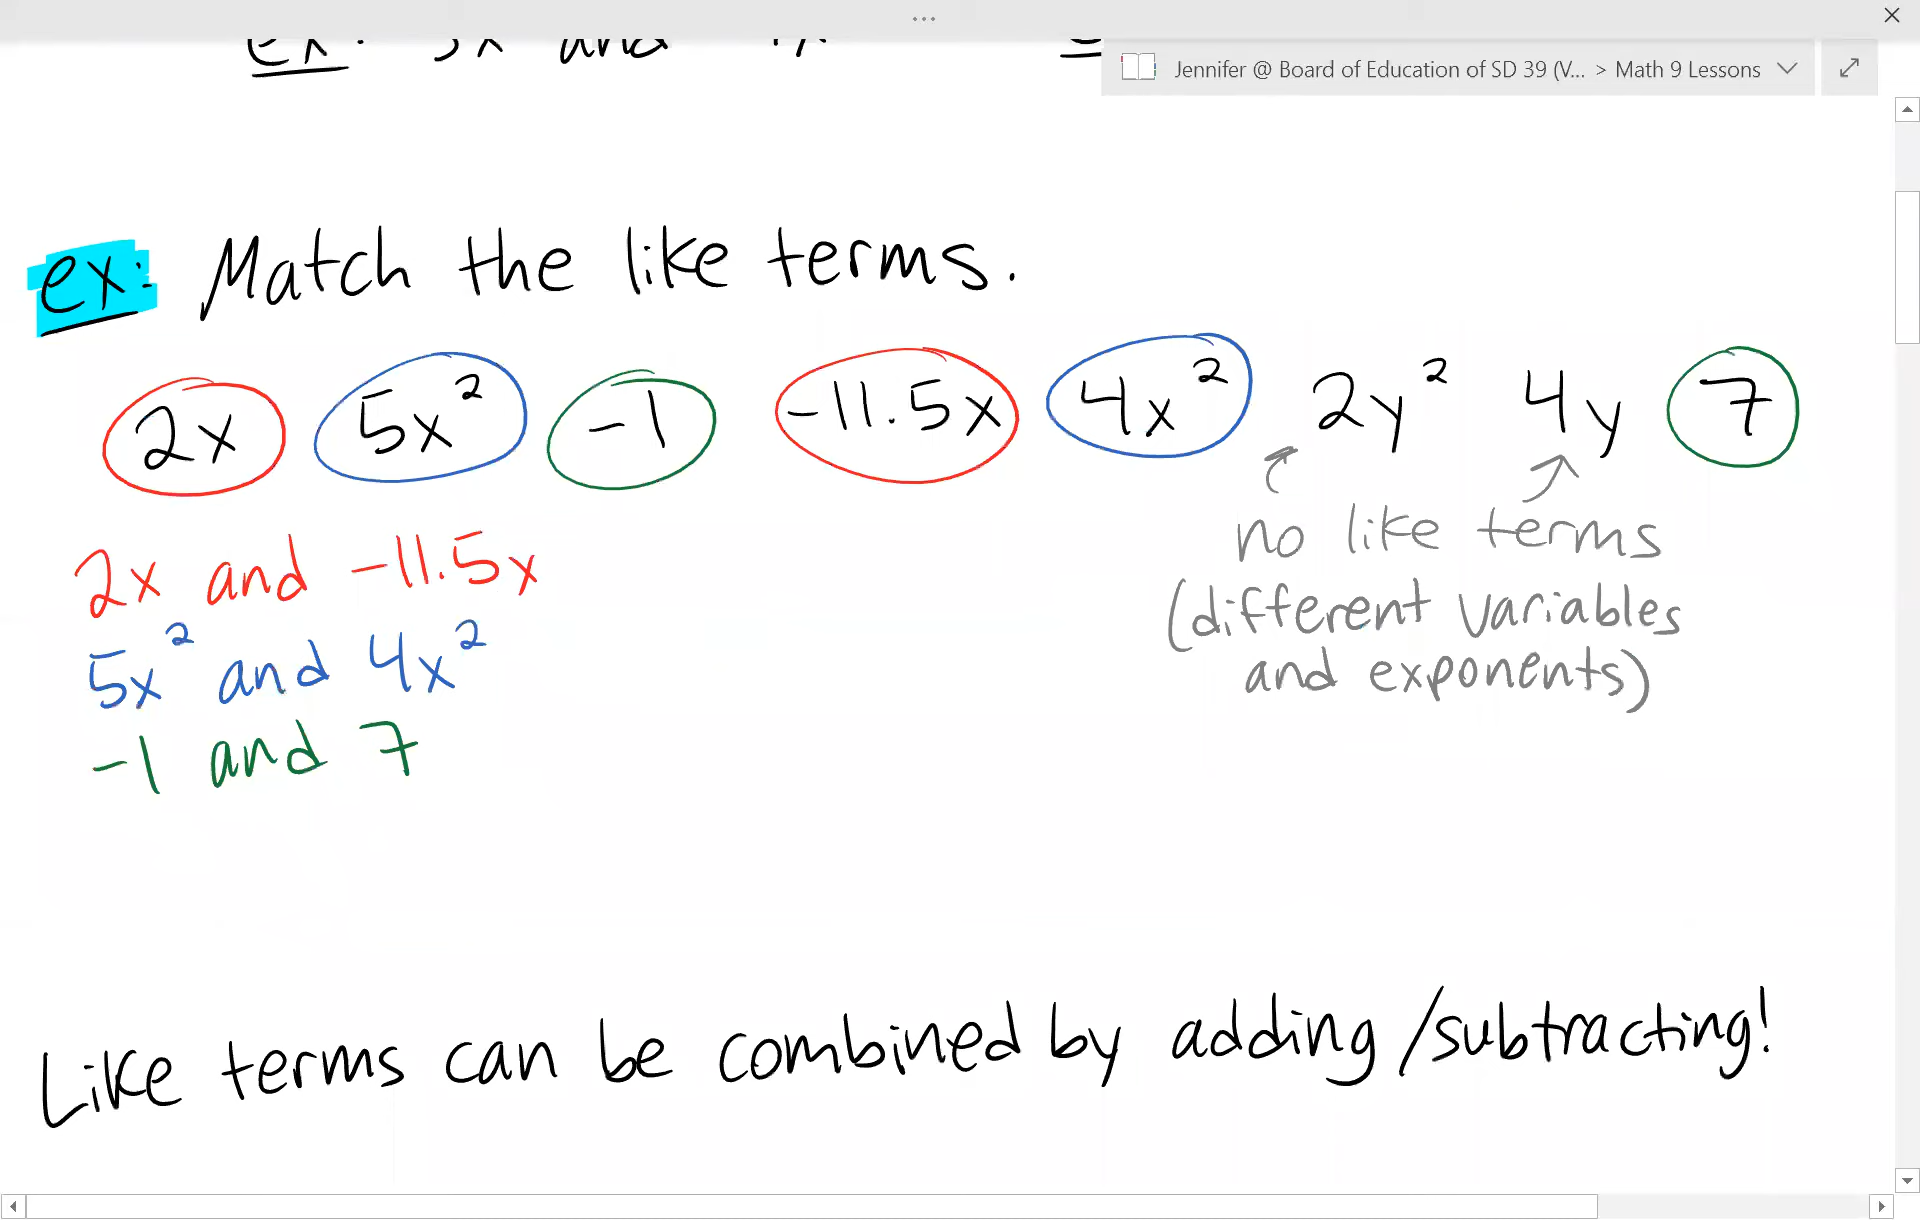 ...
Jennifer @ Board of Education of SD 39 (V... > Math 9 Lessons
ex: Match the like terms.
2x 5x² -1 -11.5x 4x² 2y² 4y 7
no like terms
(different variables
and exponents)
2x and -11.5x
5x² and 4x²
-1 and 7
Like terms can be combined by adding/subtracting!